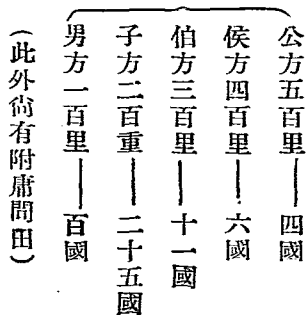 公方五百里——四國
侯方四百里——六國
伯方三百里——十一國
子方二百重——二十五國
男方一百里——百國
(此外尙有附庸間田)